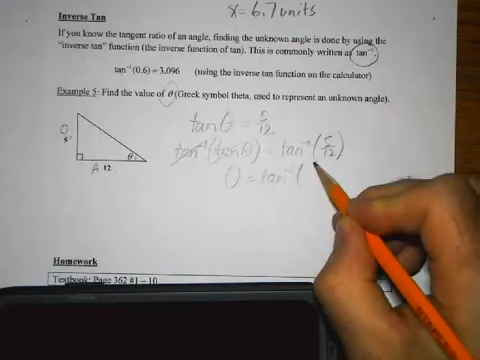 x = 6.7 units
Inverse Tan
If you know the tangent ratio of an angle, finding the unknown angle is done by using the
"inverse tan" function (the inverse function of tan). This is commonly written as tan⁻¹.
tan⁻¹(0.6) = 3.096 (using the inverse tan function on the calculator)
Example 5: Find the value of θ (Greek symbol theta, used to represent an unknown angle).
tanθ = 5/12
O
tan⁻¹(tanθ) = tan⁻¹(5/12)
θ
θ = tan⁻¹(
A 12
Homework
Textbook: Page 362 #1 – 10